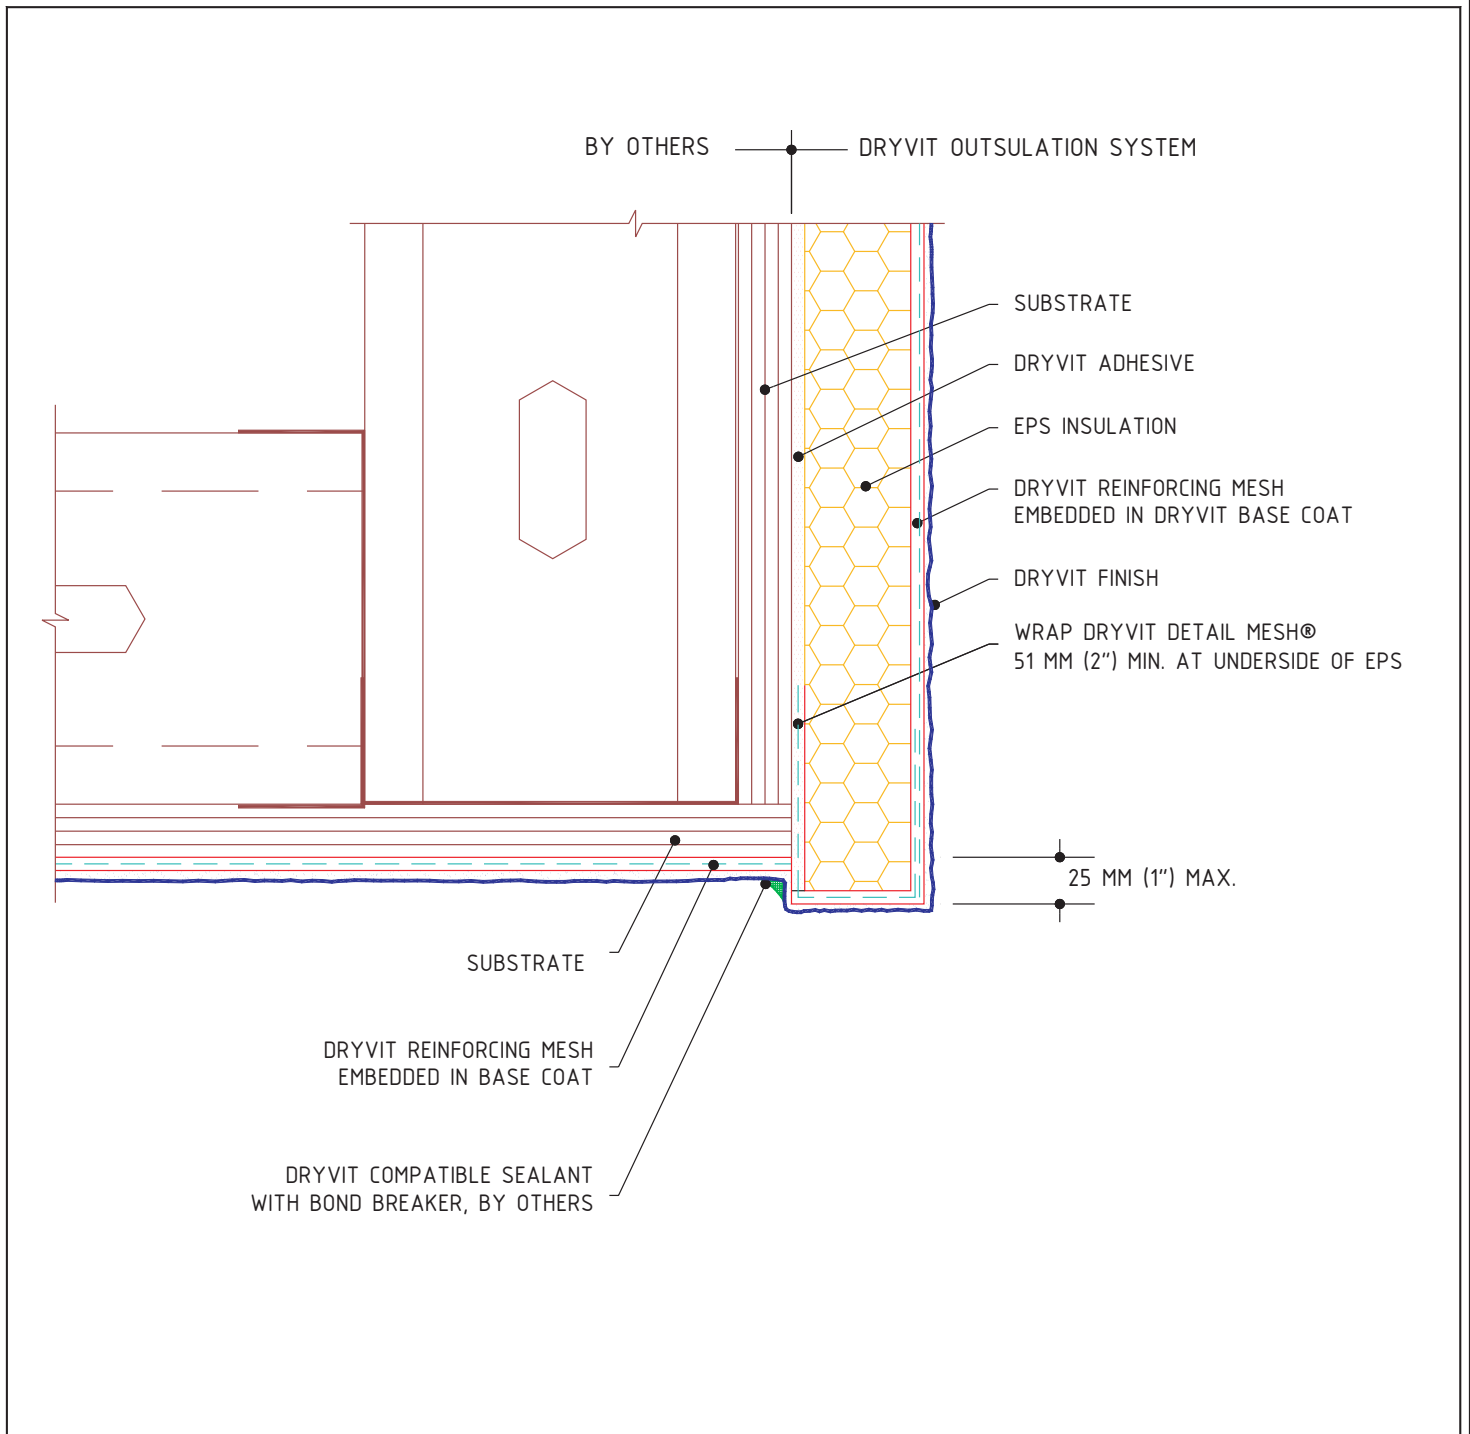 BY OTHERS
DRYVIT OUTSULATION SYSTEM
SUBSTRATE
DRYVIT ADHESIVE
EPS INSULATION
DRYVIT REINFORCING MESH
EMBEDDED IN DRYVIT BASE COAT
DRYVIT FINISH
WRAP DRYVIT DETAIL MESH®
51 MM (2") MIN. AT UNDERSIDE OF EPS
25 MM (1") MAX.
SUBSTRATE
DRYVIT REINFORCING MESH
EMBEDDED IN BASE COAT
DRYVIT COMPATIBLE SEALANT
WITH BOND BREAKER, BY OTHERS